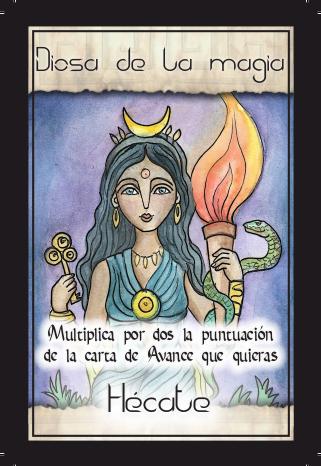 Diosa de la magia
Multiplica por dos la puntuación
de la carta de Avance que quieras
Hécate